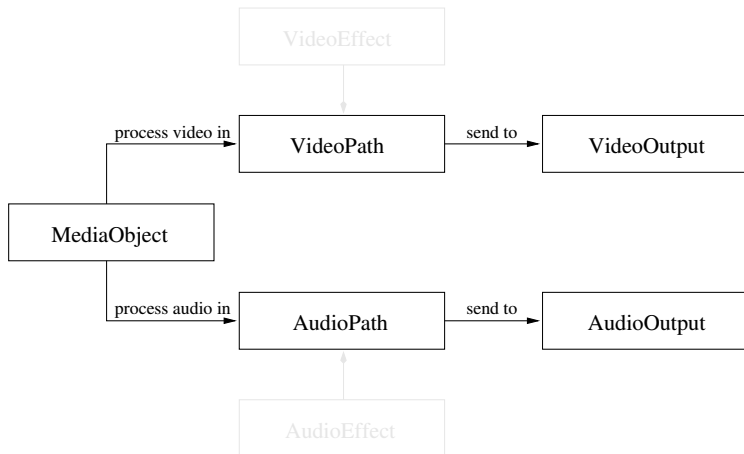 VideoEffect
process video in
VideoPath
send to
VideoOutput
MediaObject
process audio in
AudioPath
send to
AudioOutput
AudioEffect